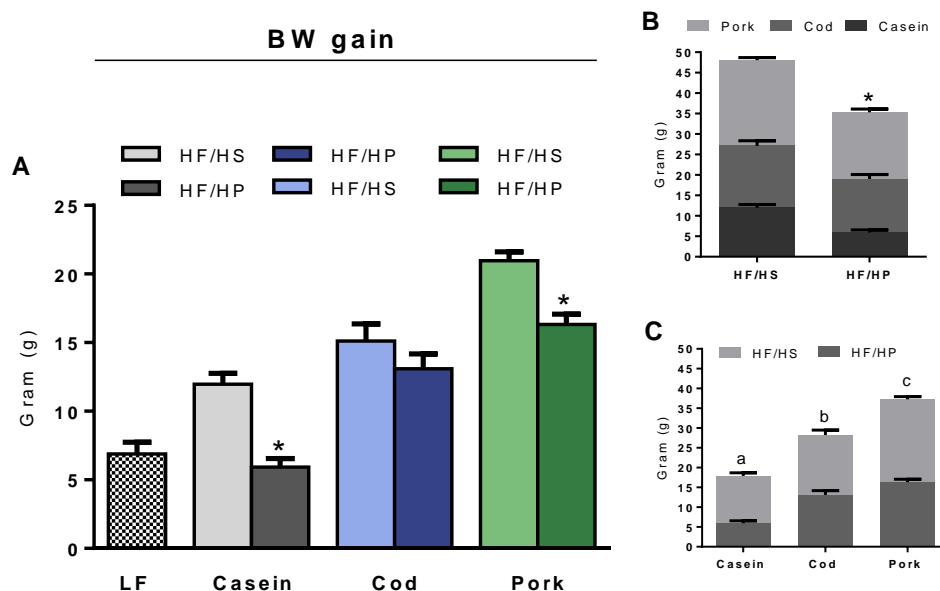 BW gain
A
HF/HS HF/HP HF/HS
HF/HP HF/HS HF/HP
Gram (g)
25
20
15
10
5
0
*
*
LF Casein Cod Pork
B
Pork Cod Casein
Gram (g)
50
45
40
35
30
25
20
15
10
5
0
*
HF/HS HF/HP
C
HF/HS HF/HP
Gram (g)
50
45
40
35
30
25
20
15
10
5
0
a
b
c
Casein Cod Pork